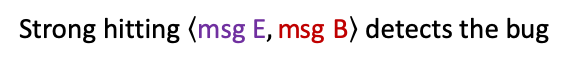 Strong hitting ⟨msg E, msg B⟩ detects the bug